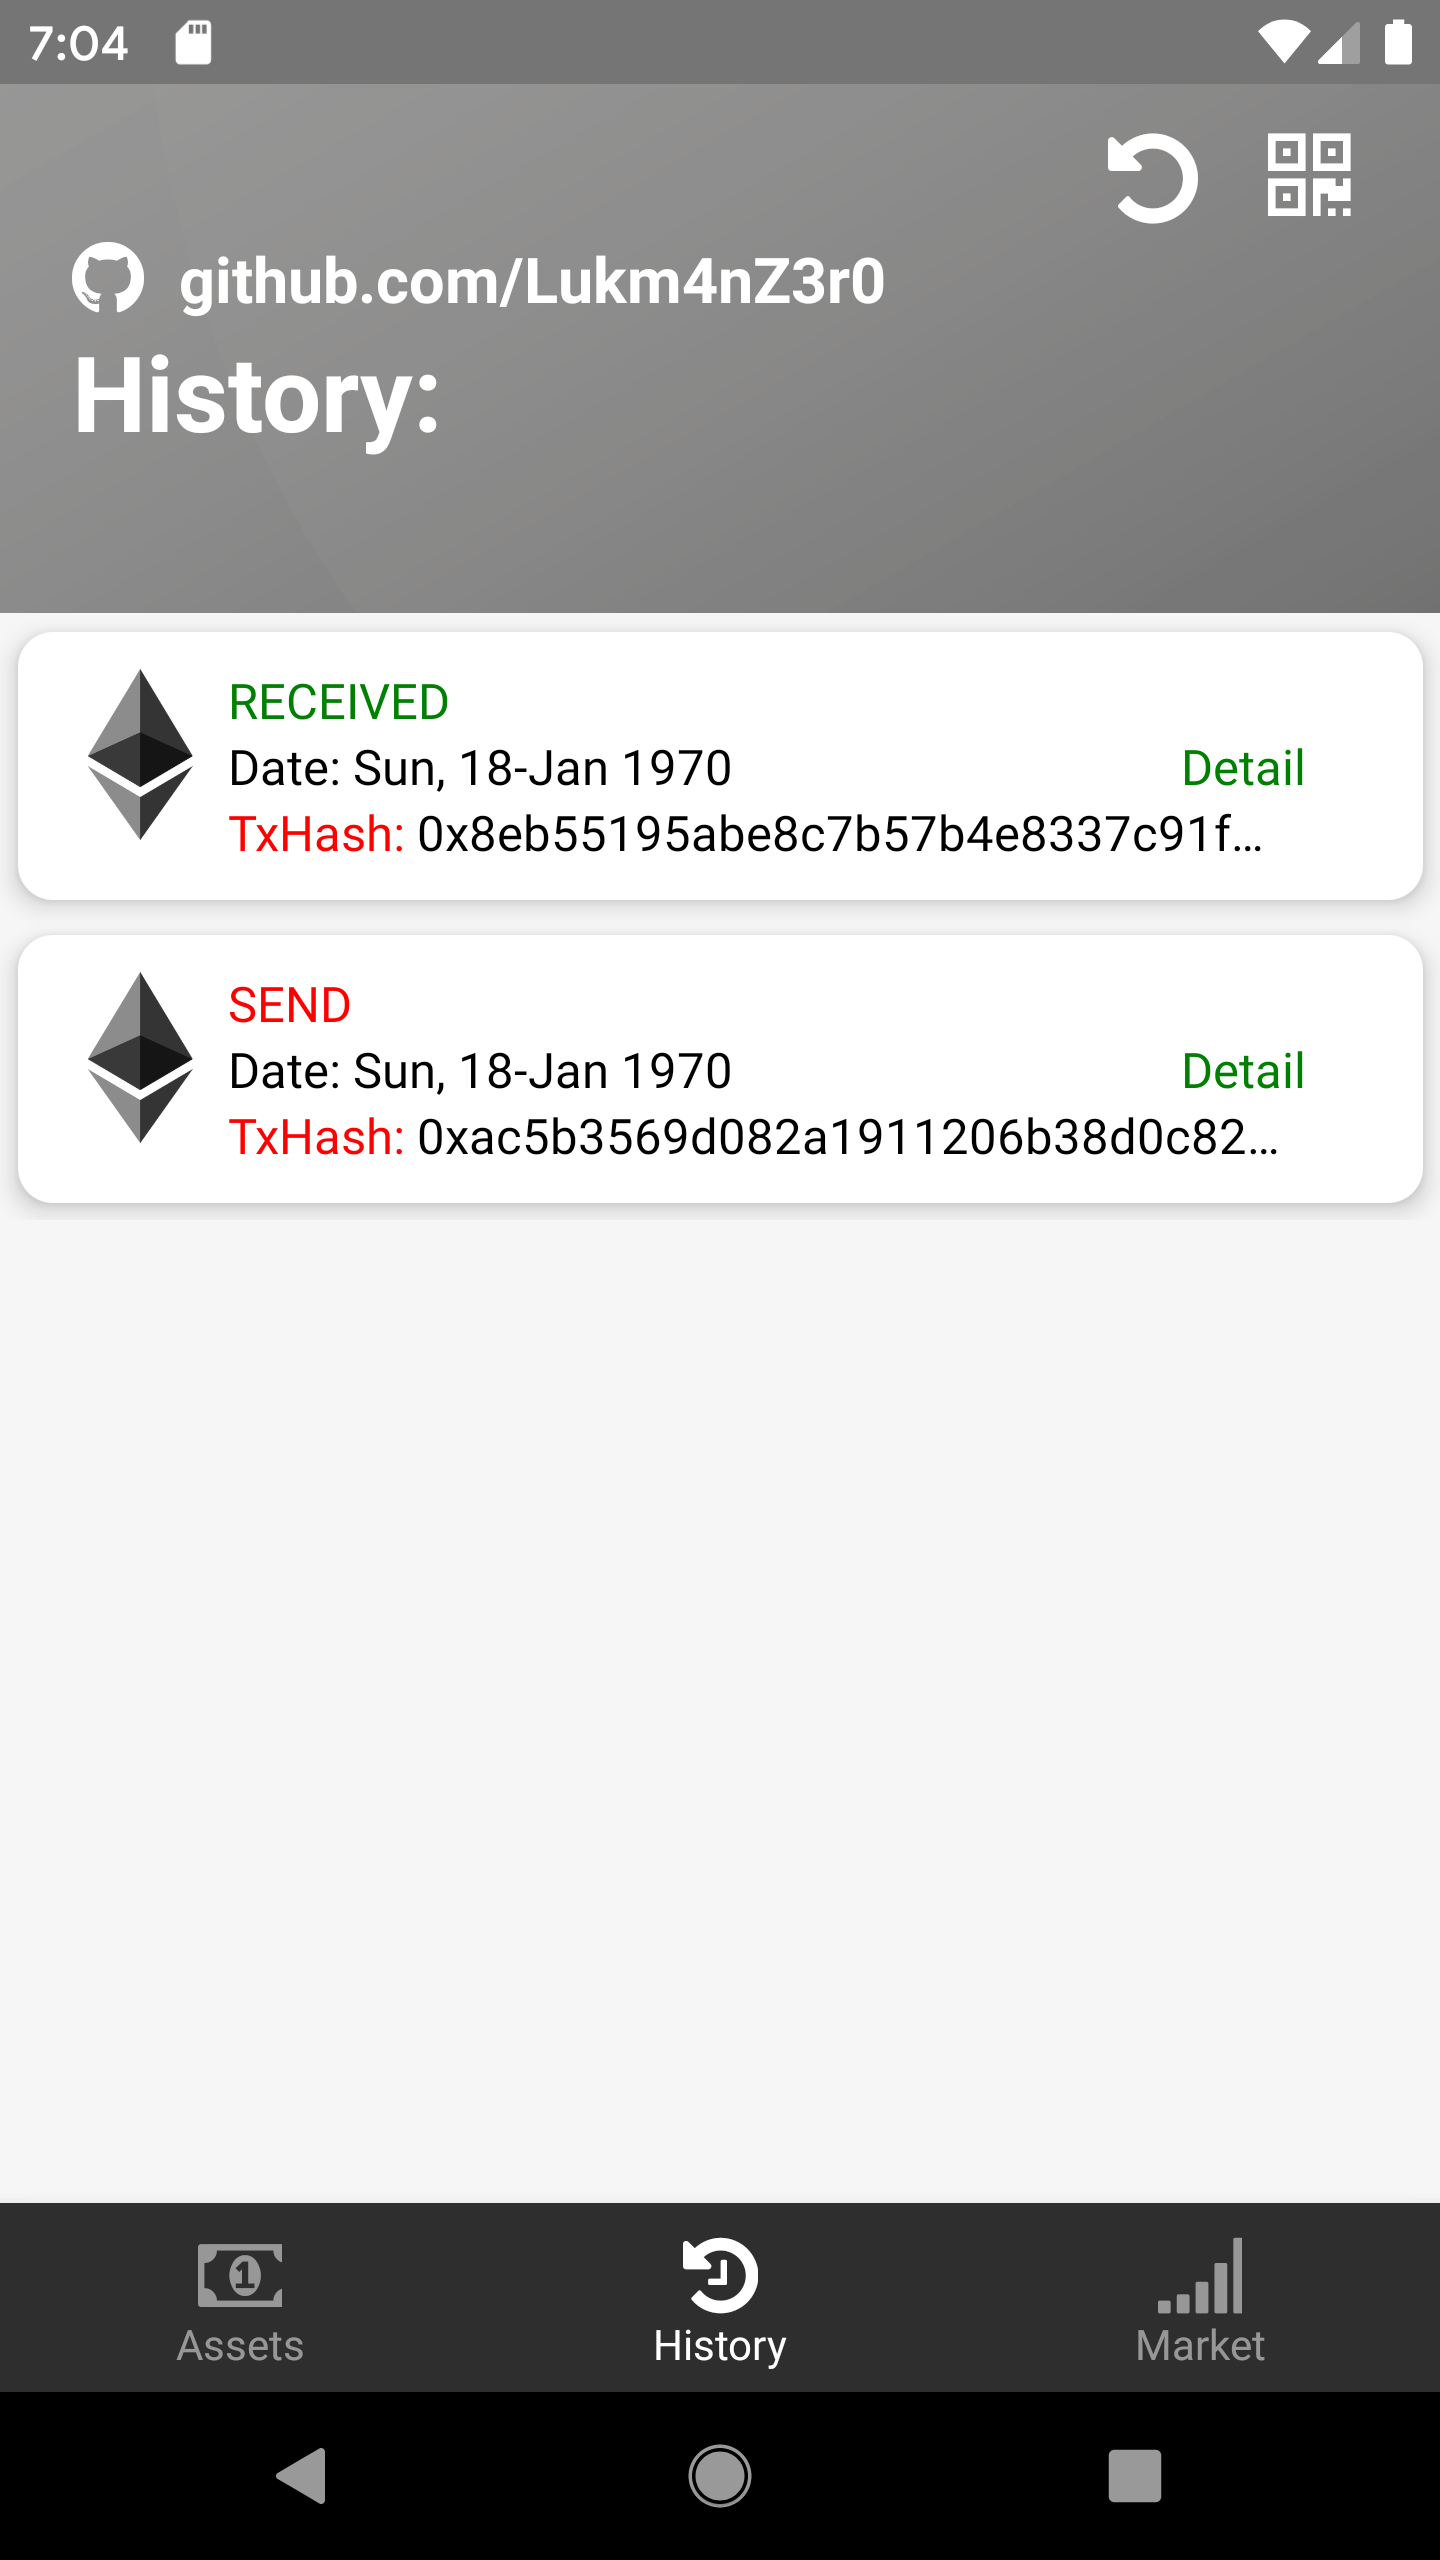 7:04
github.com/Lukm4nZ3r0
History:
RECEIVED
Date: Sun, 18-Jan 1970
Detail
TxHash: 0x8eb55195abe8c7b57b4e8337c91f...
SEND
Date: Sun, 18-Jan 1970
Detail
TxHash: 0xac5b3569d082a1911206b38d0c82...
1
Assets
History
Market